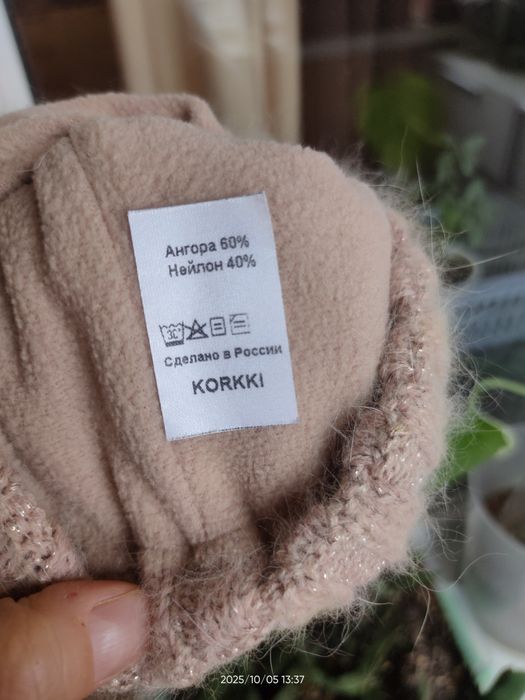 Ангора 60%
Нейлон 40%
Сделано в России
KORKKI
2025/10/05 13:37